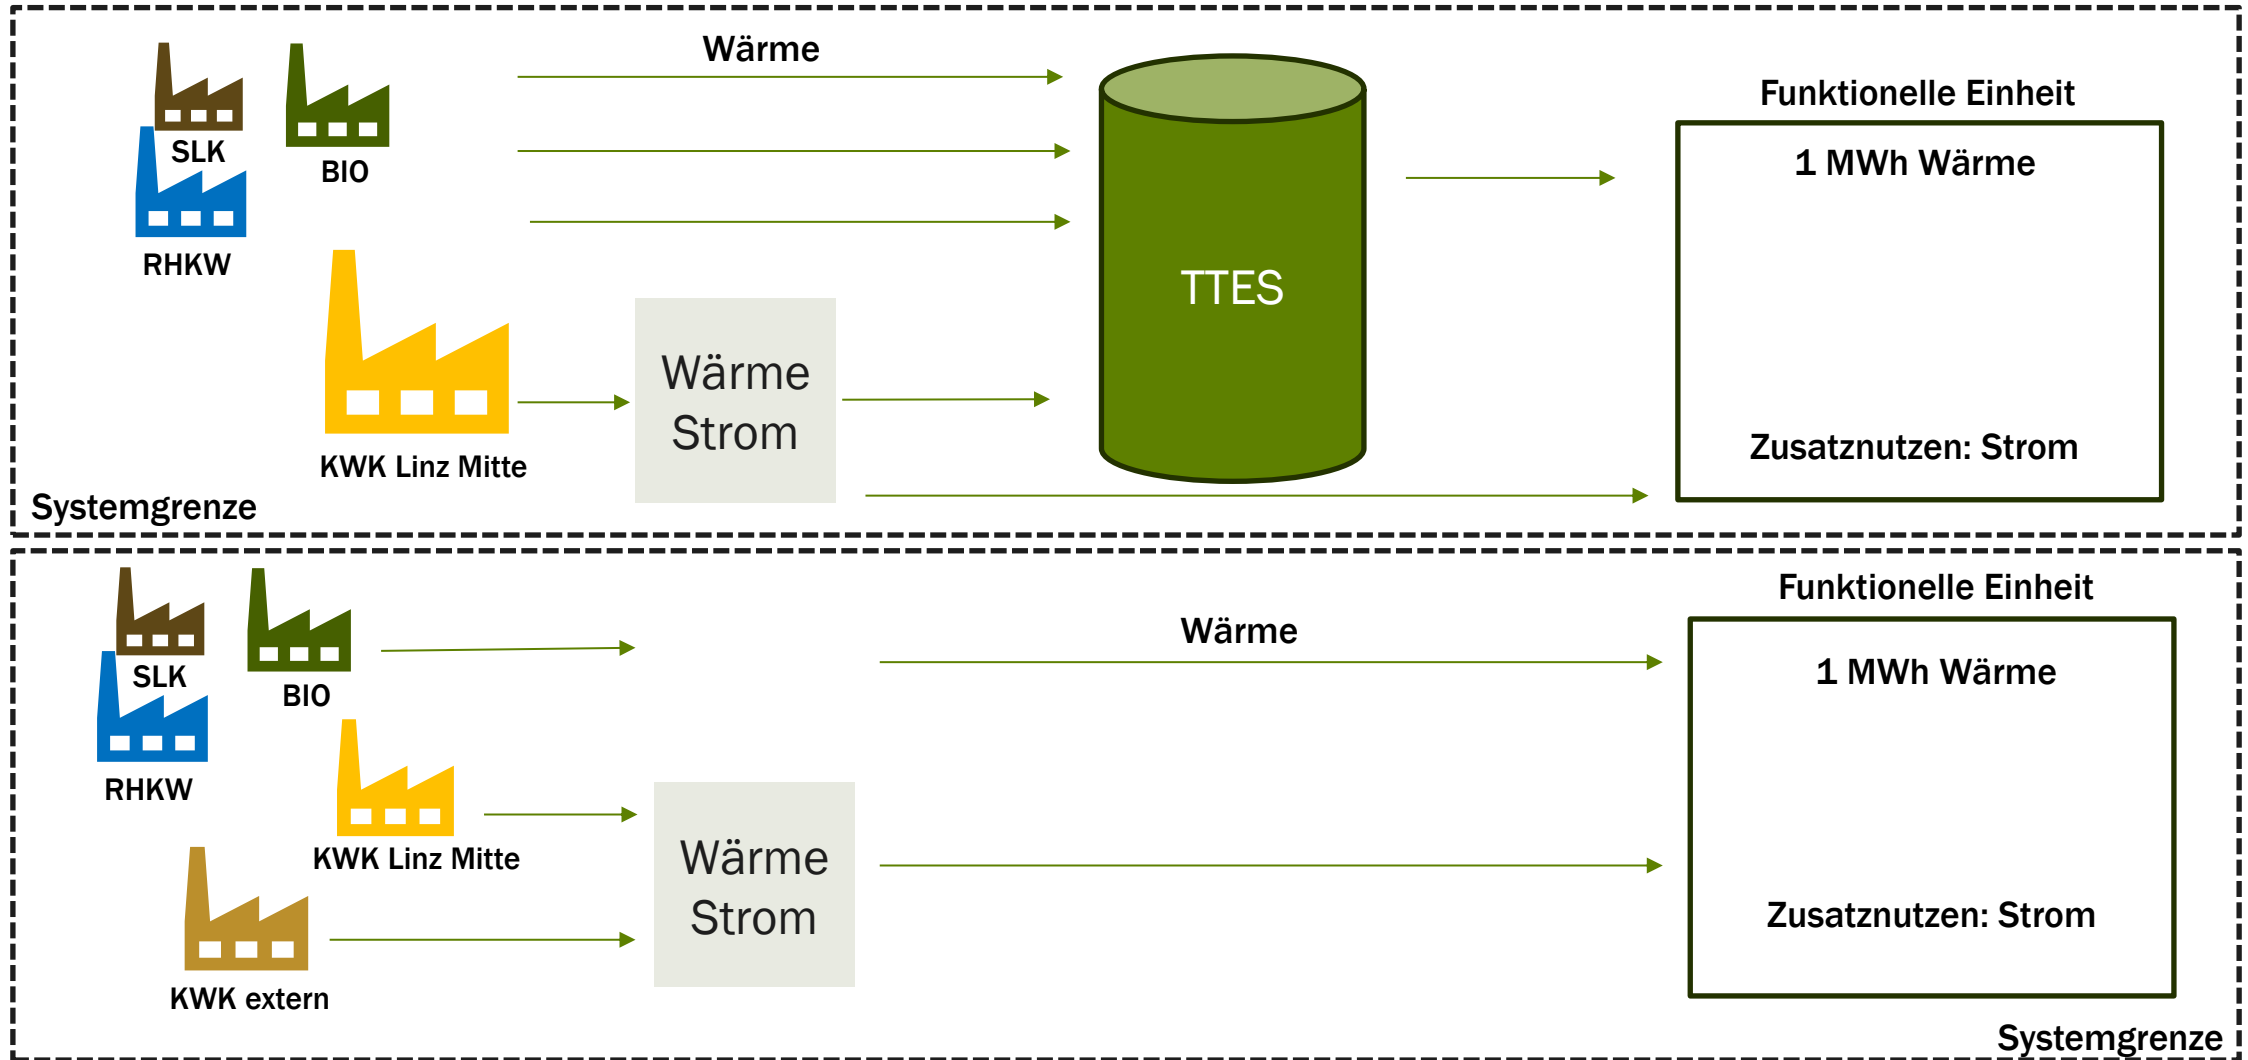 Wärme
Funktionelle Einheit
SLK
BIO
1 MWh Wärme
RHKW
TTES
Wärme
Strom
KWK Linz Mitte
Zusatznutzen: Strom
Systemgrenze
Funktionelle Einheit
Wärme
SLK
BIO
1 MWh Wärme
RHKW
KWK Linz Mitte
Wärme
Strom
Zusatznutzen: Strom
KWK extern
Systemgrenze